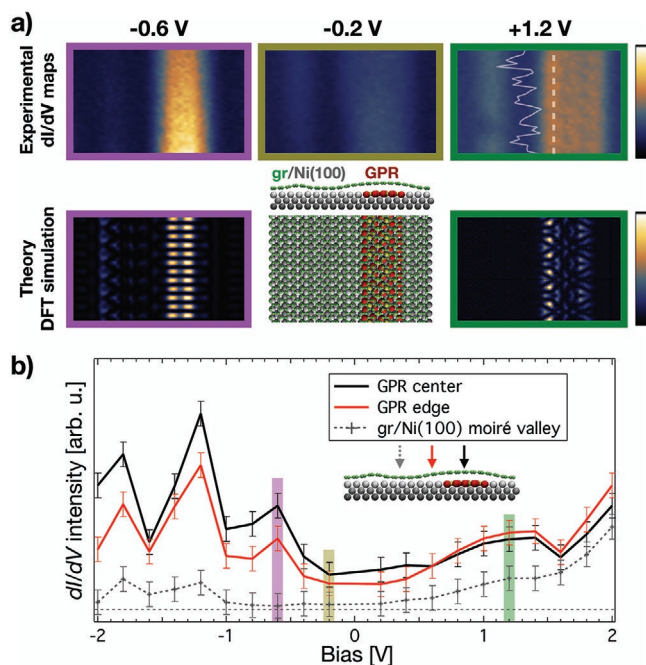 a)
-0.6 V
-0.2 V
+1.2 V
Experimental
dI/dV maps
gr/Ni(100)
GPR
Theory
DFT simulation
b)
GPR center
GPR edge
gr/Ni(100) moiré valley
dI/dV intensity [arb. u.]
-2
-1
0
1
2
Bias [V]